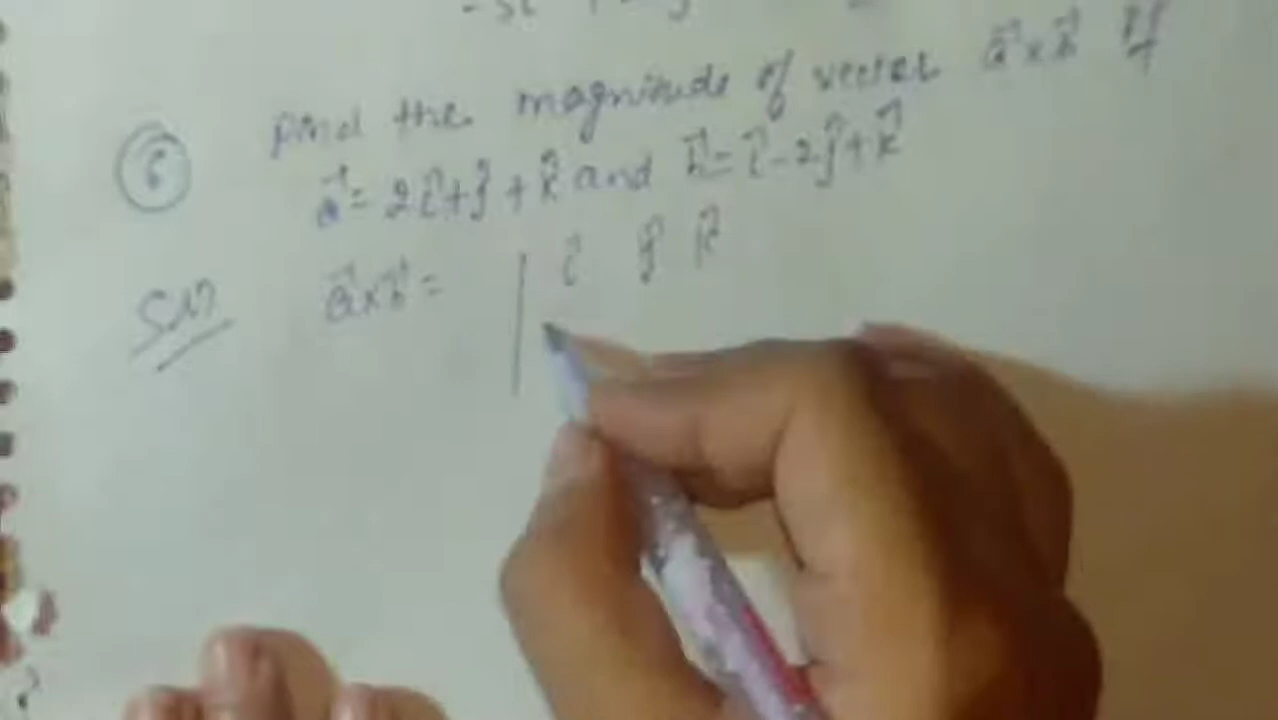 6 Find the magnitude of vector a⃗×b⃗ if
a⃗ = 2î+ĵ+k̂ and b⃗ = î-2ĵ+k̂
Sol a⃗×b⃗ = | î ĵ k̂